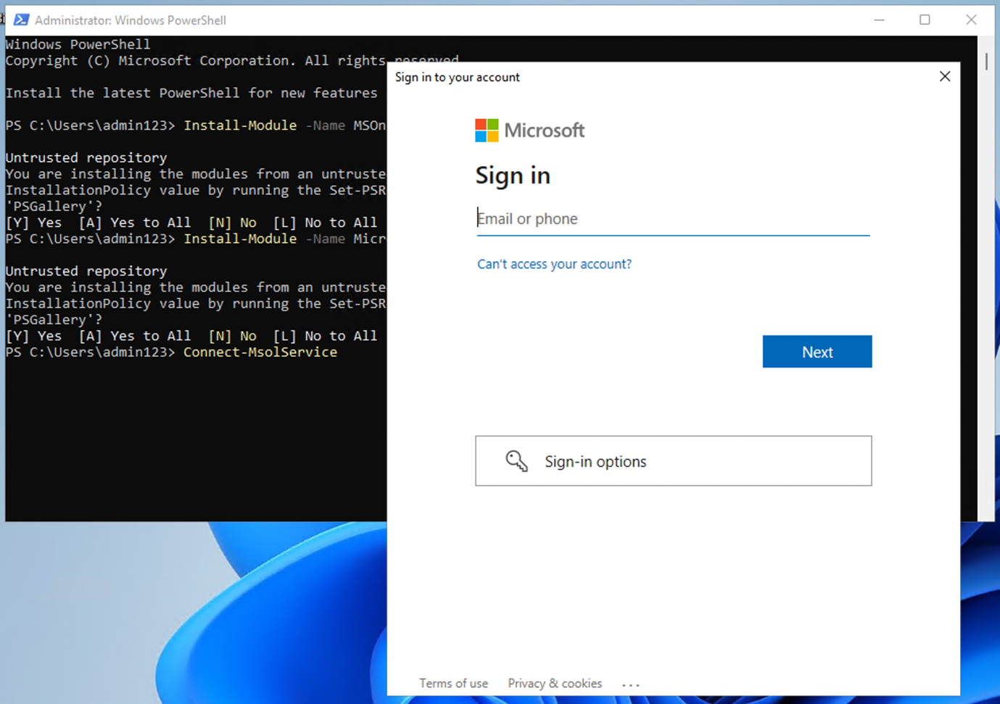 Administrator: Windows PowerShell
Windows PowerShell
Copyright (C) Microsoft Corporation. All rights reserved
Install the latest PowerShell for new features
PS C:\Users\admin123> Install-Module -Name MSOn
Untrusted repository
You are installing the modules from an untruste
InstallationPolicy value by running the Set-PSR
'PSGallery'?
[Y] Yes [A] Yes to All [N] No [L] No to All
PS C:\Users\admin123> Install-Module -Name Micr
Untrusted repository
You are installing the modules from an untruste
InstallationPolicy value by running the Set-PSR
'PSGallery'?
[Y] Yes [A] Yes to All [N] No [L] No to All
PS C:\Users\admin123> Connect-MsolService
Sign in to your account
Microsoft
Sign in
Email or phone
Can't access your account?
Next
Sign-in options
Terms of use Privacy & cookies ...